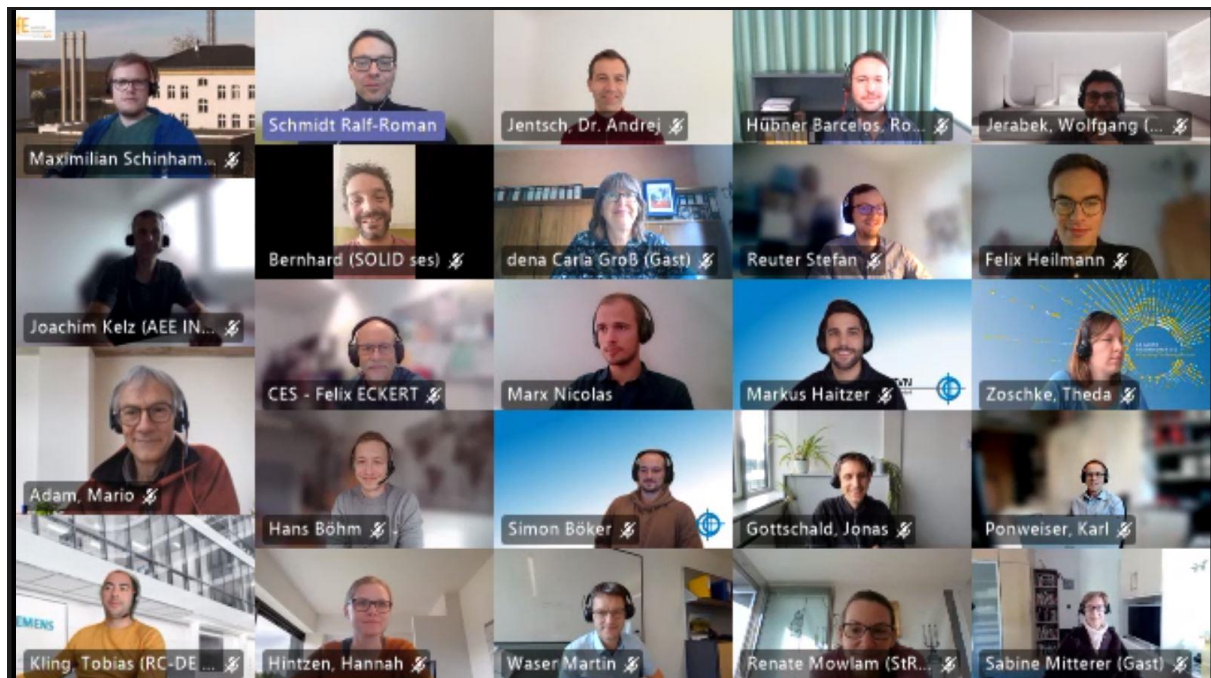 fE
Maximilian Schinham...
Schmidt Ralf-Roman
Jentsch, Dr. Andrej
Hübner Barcelos, Ro...
Jerabek, Wolfgang (...
Joachim Kelz (AEE IN...
Bernhard (SOLID ses)
dena Carla Groß (Gast)
Reuter Stefan
Felix Heilmann
CES - Felix ECKERT
Marx Nicolas
Markus Haitzer
Zoschke, Theda
Adam, Mario
Hans Böhm
Simon Böker
Gottschald, Jonas
Ponweiser, Karl
EMENS
Kling, Tobias (RC-DE ...
Hintzen, Hannah
Waser Martin
Renate Mowlam (StR...
Sabine Mitterer (Gast)